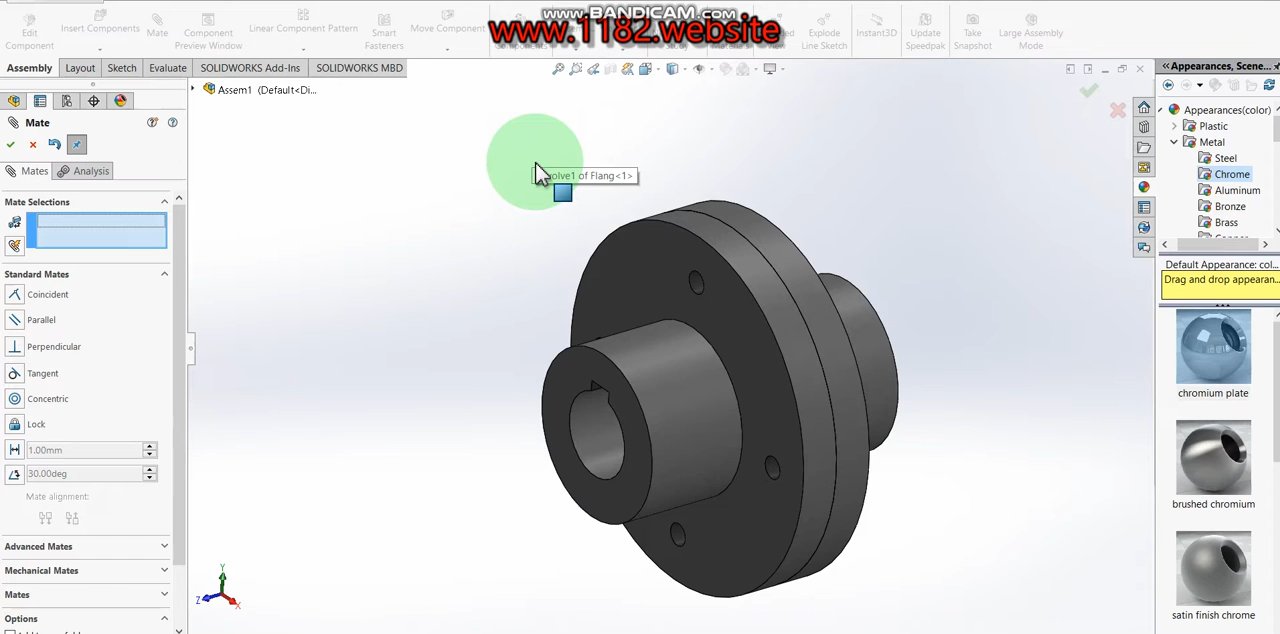 www.BANDICAM.com
www.1182.website
Edit Component
Insert Components
Mate
Component Preview Window
Linear Component Pattern
Smart Fasteners
Move Component
Explode Line Sketch
Instant3D
Update Speedpak
Take Snapshot
Large Assembly Mode
Assembly
Layout
Sketch
Evaluate
SOLIDWORKS Add-Ins
SOLIDWORKS MBD
Appearances, Scene...
Assem1 (Default<Di...
Mate
Mates
Analysis
Mate Selections
Standard Mates
Coincident
Parallel
Perpendicular
Tangent
Concentric
Lock
1.00mm
30.00deg
Mate alignment:
Advanced Mates
Mechanical Mates
Mates
Options
of Flang<1>
Y
Z
X
Appearances(color)
Plastic
Metal
Steel
Chrome
Aluminum
Bronze
Brass
Default Appearance: col...
Drag and drop appearan...
chromium plate
brushed chromium
satin finish chrome